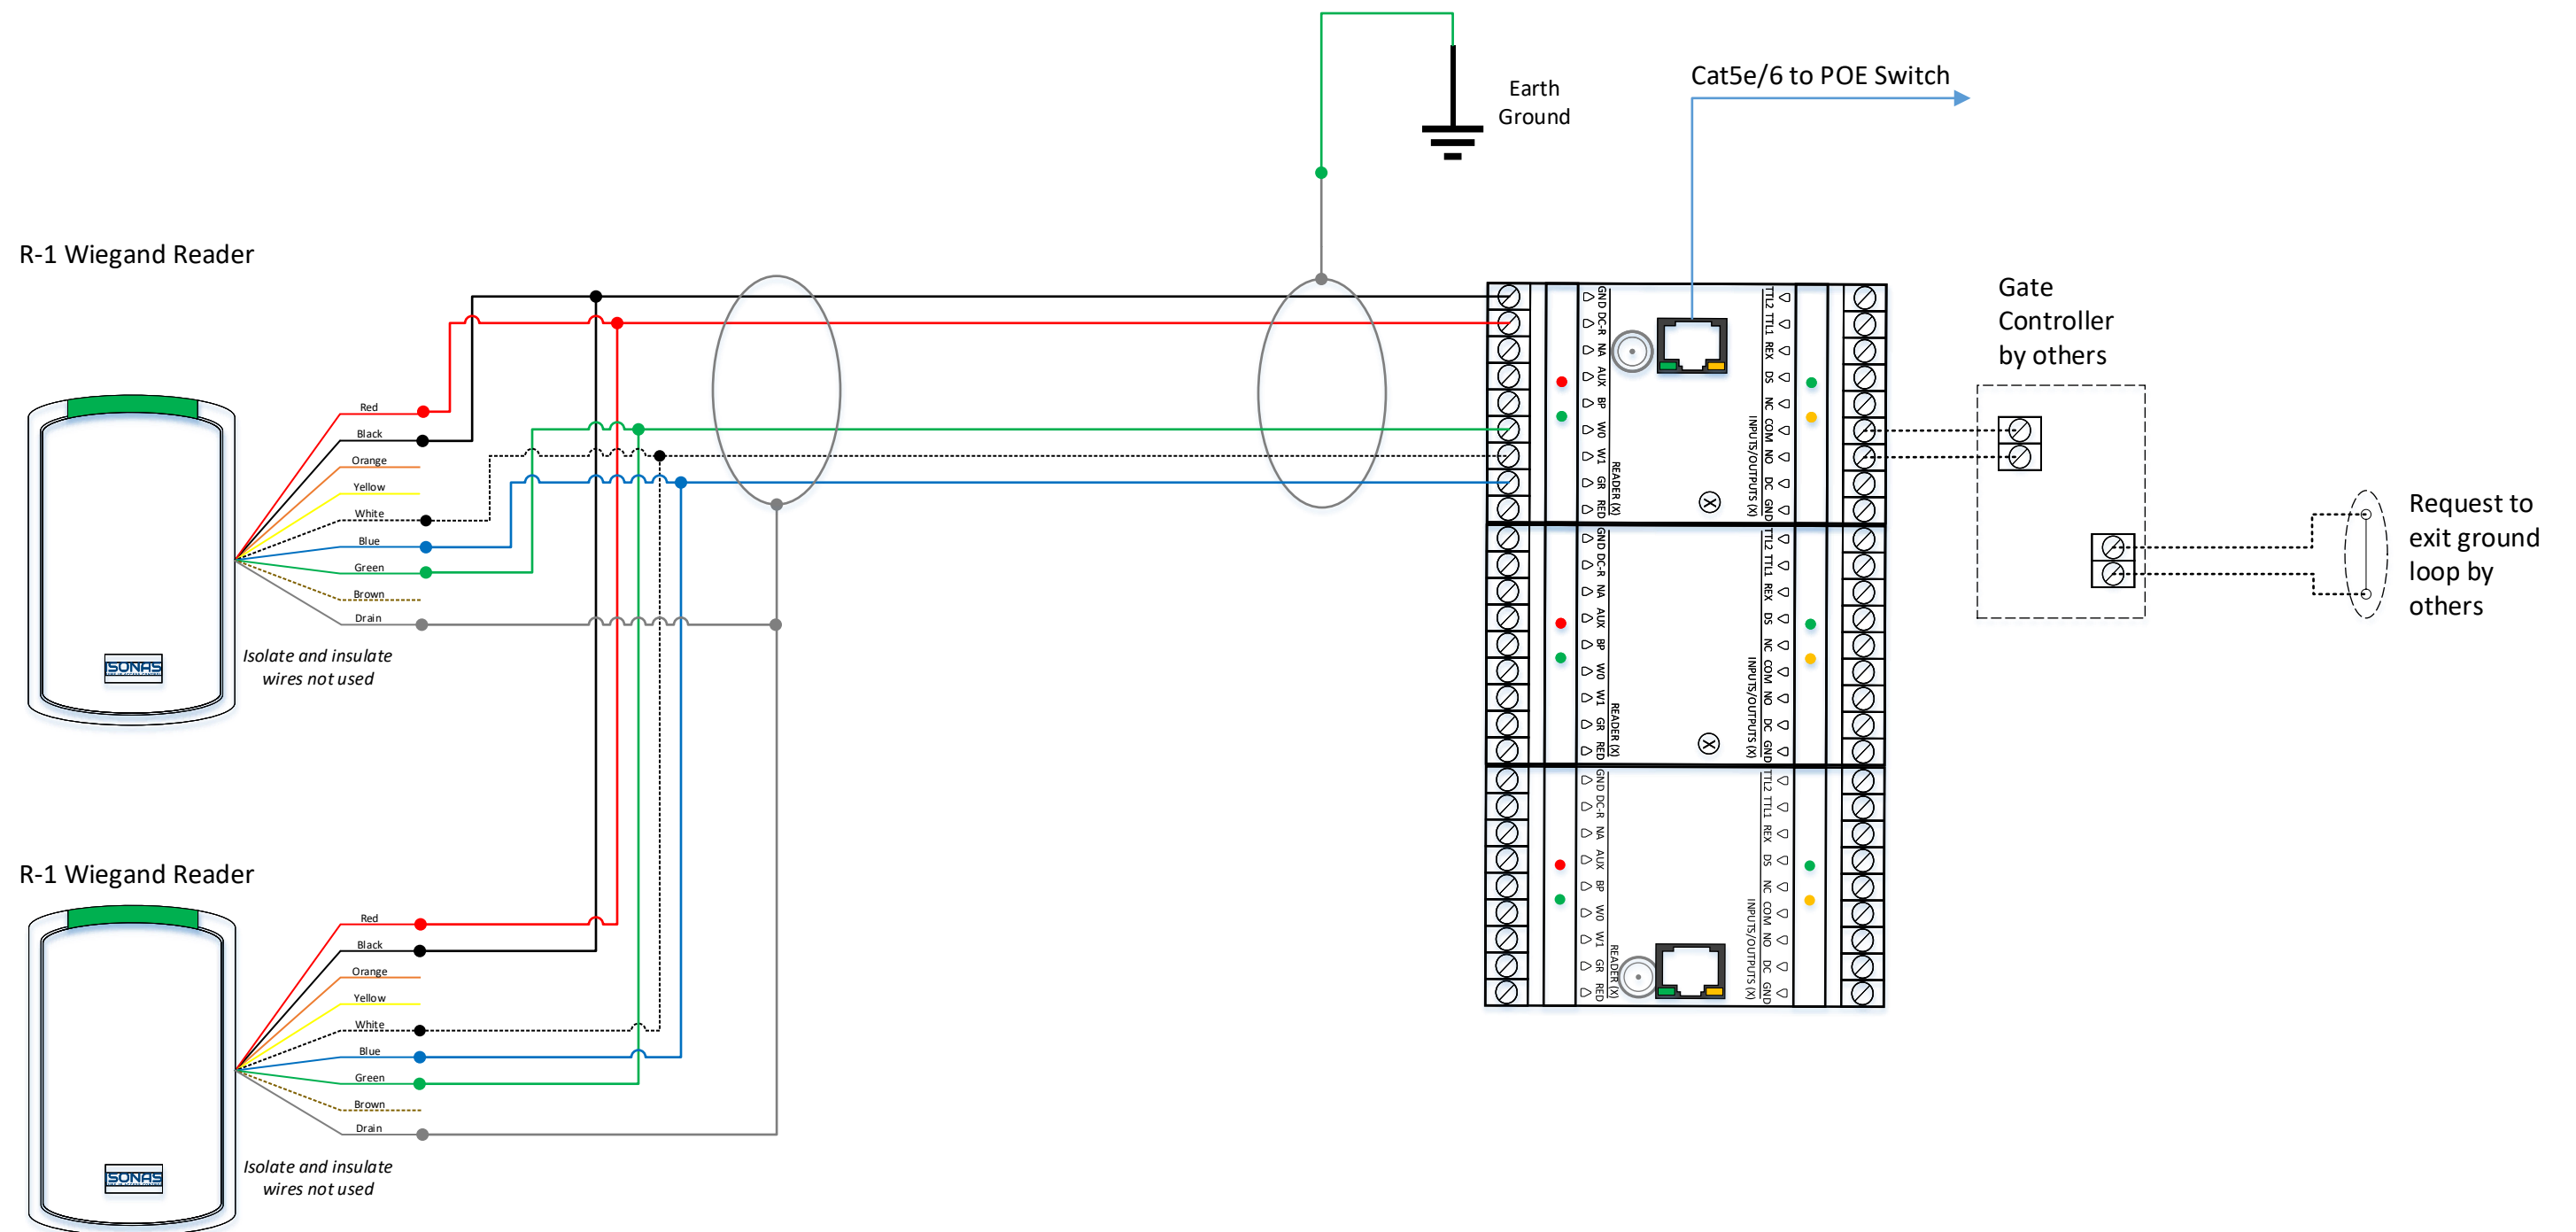 Earth
Ground
Cat5e/6 to POE Switch
R-1 Wiegand Reader
Red
Black
Orange
Yellow
White
Blue
Green
Brown
Drain
Isolate and insulate
wires not used
ISONAS
R-1 Wiegand Reader
Red
Black
Orange
Yellow
White
Blue
Green
Brown
Drain
Isolate and insulate
wires not used
ISONAS
GND DC-R NA AUX BP W0 W1 GR RED
READER (X)
TTL2 TTL1 REX DS NC COM NO DC GND
INPUTS/OUTPUTS (X)
GND DC-R NA AUX BP W0 W1 GR RED
READER (X)
TTL2 TTL1 REX DS NC COM NO DC GND
INPUTS/OUTPUTS (X)
GND DC-R NA AUX BP W0 W1 GR RED
READER (X)
TTL2 TTL1 REX DS NC COM NO DC GND
INPUTS/OUTPUTS (X)
Gate
Controller
by others
Request to
exit ground
loop by
others